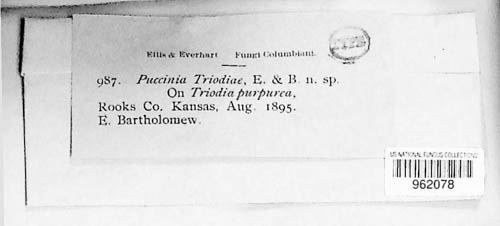 Ellis & Everhart Fungi Columbiani.
TYPE
987. Puccinia Triodiae, E. & B. n. sp.
On Triodia purpurea,
Rooks Co. Kansas, Aug. 1895.
E. Bartholomew.
US NATIONAL FUNGUS COLLECTIONS
962078